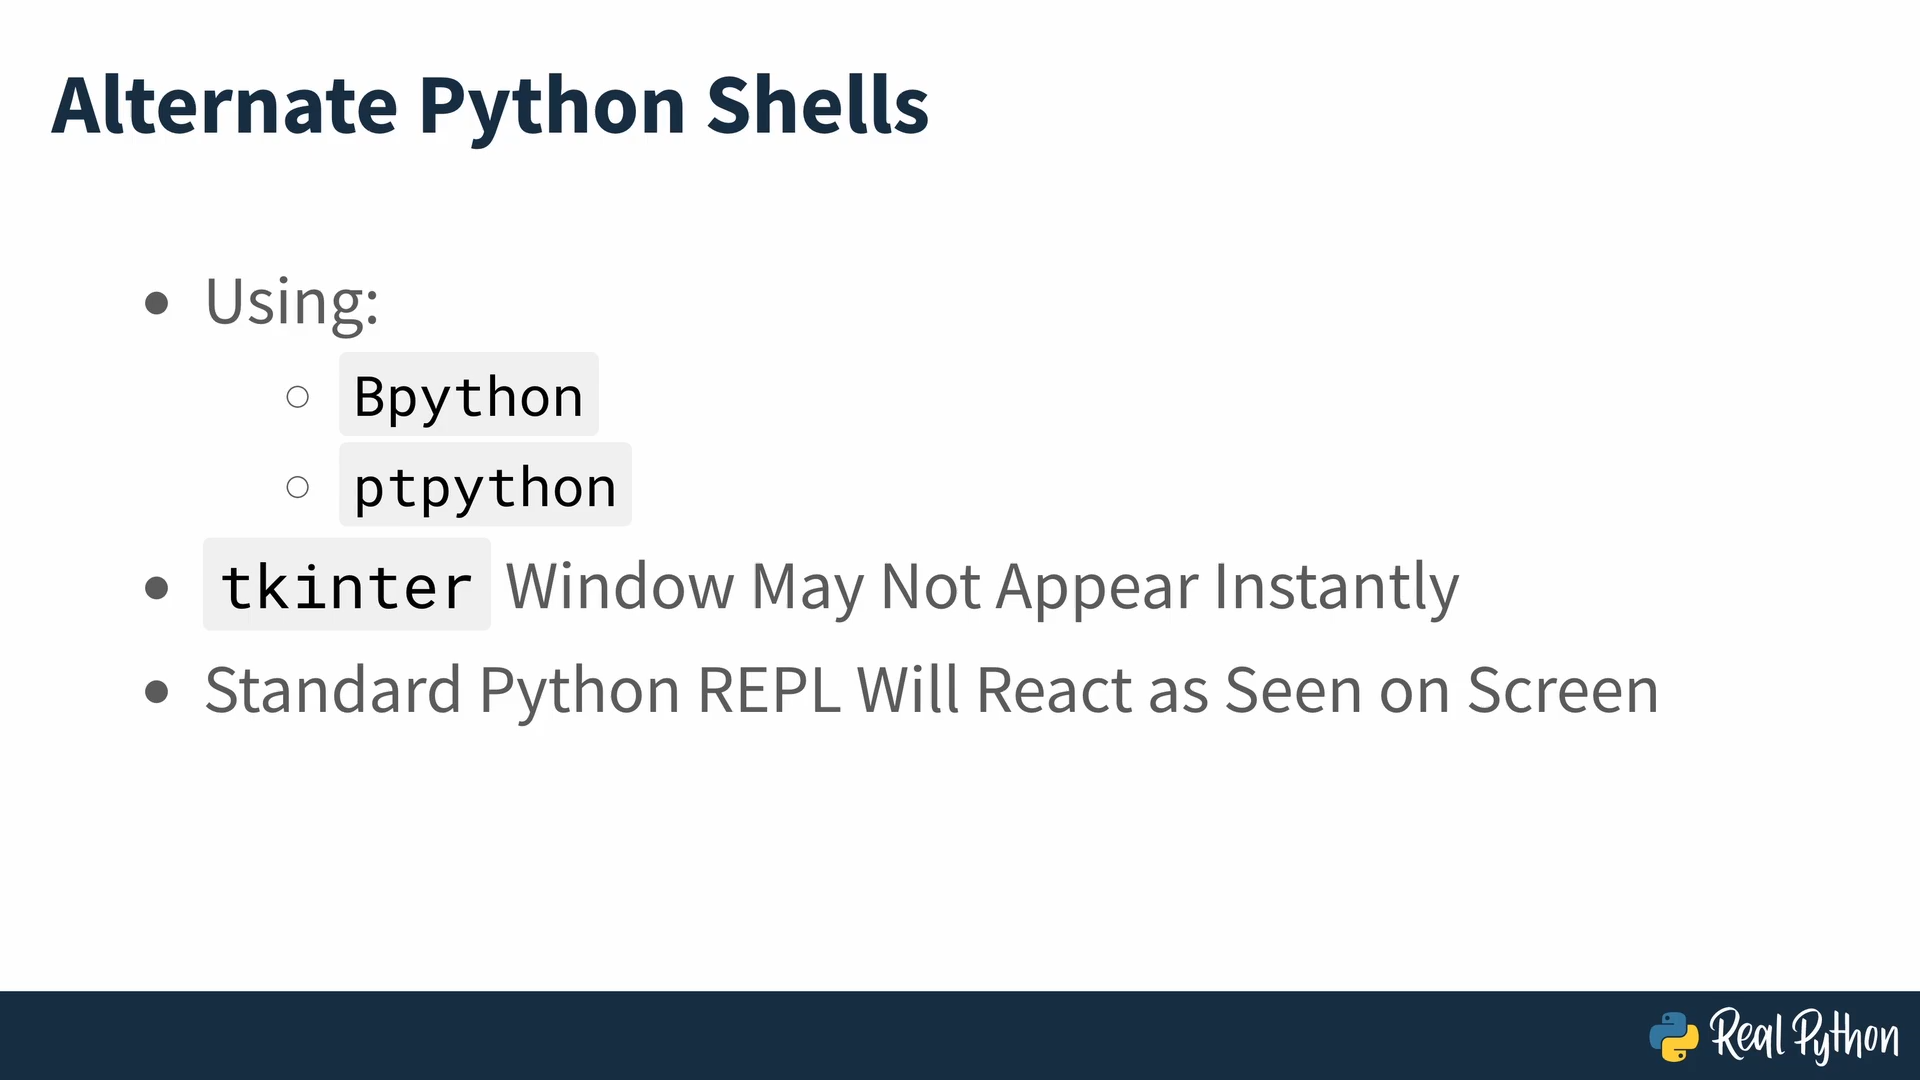 Alternate Python Shells
Using:
Bpython
ptpython
tkinter Window May Not Appear Instantly
Standard Python REPL Will React as Seen on Screen
Real Python